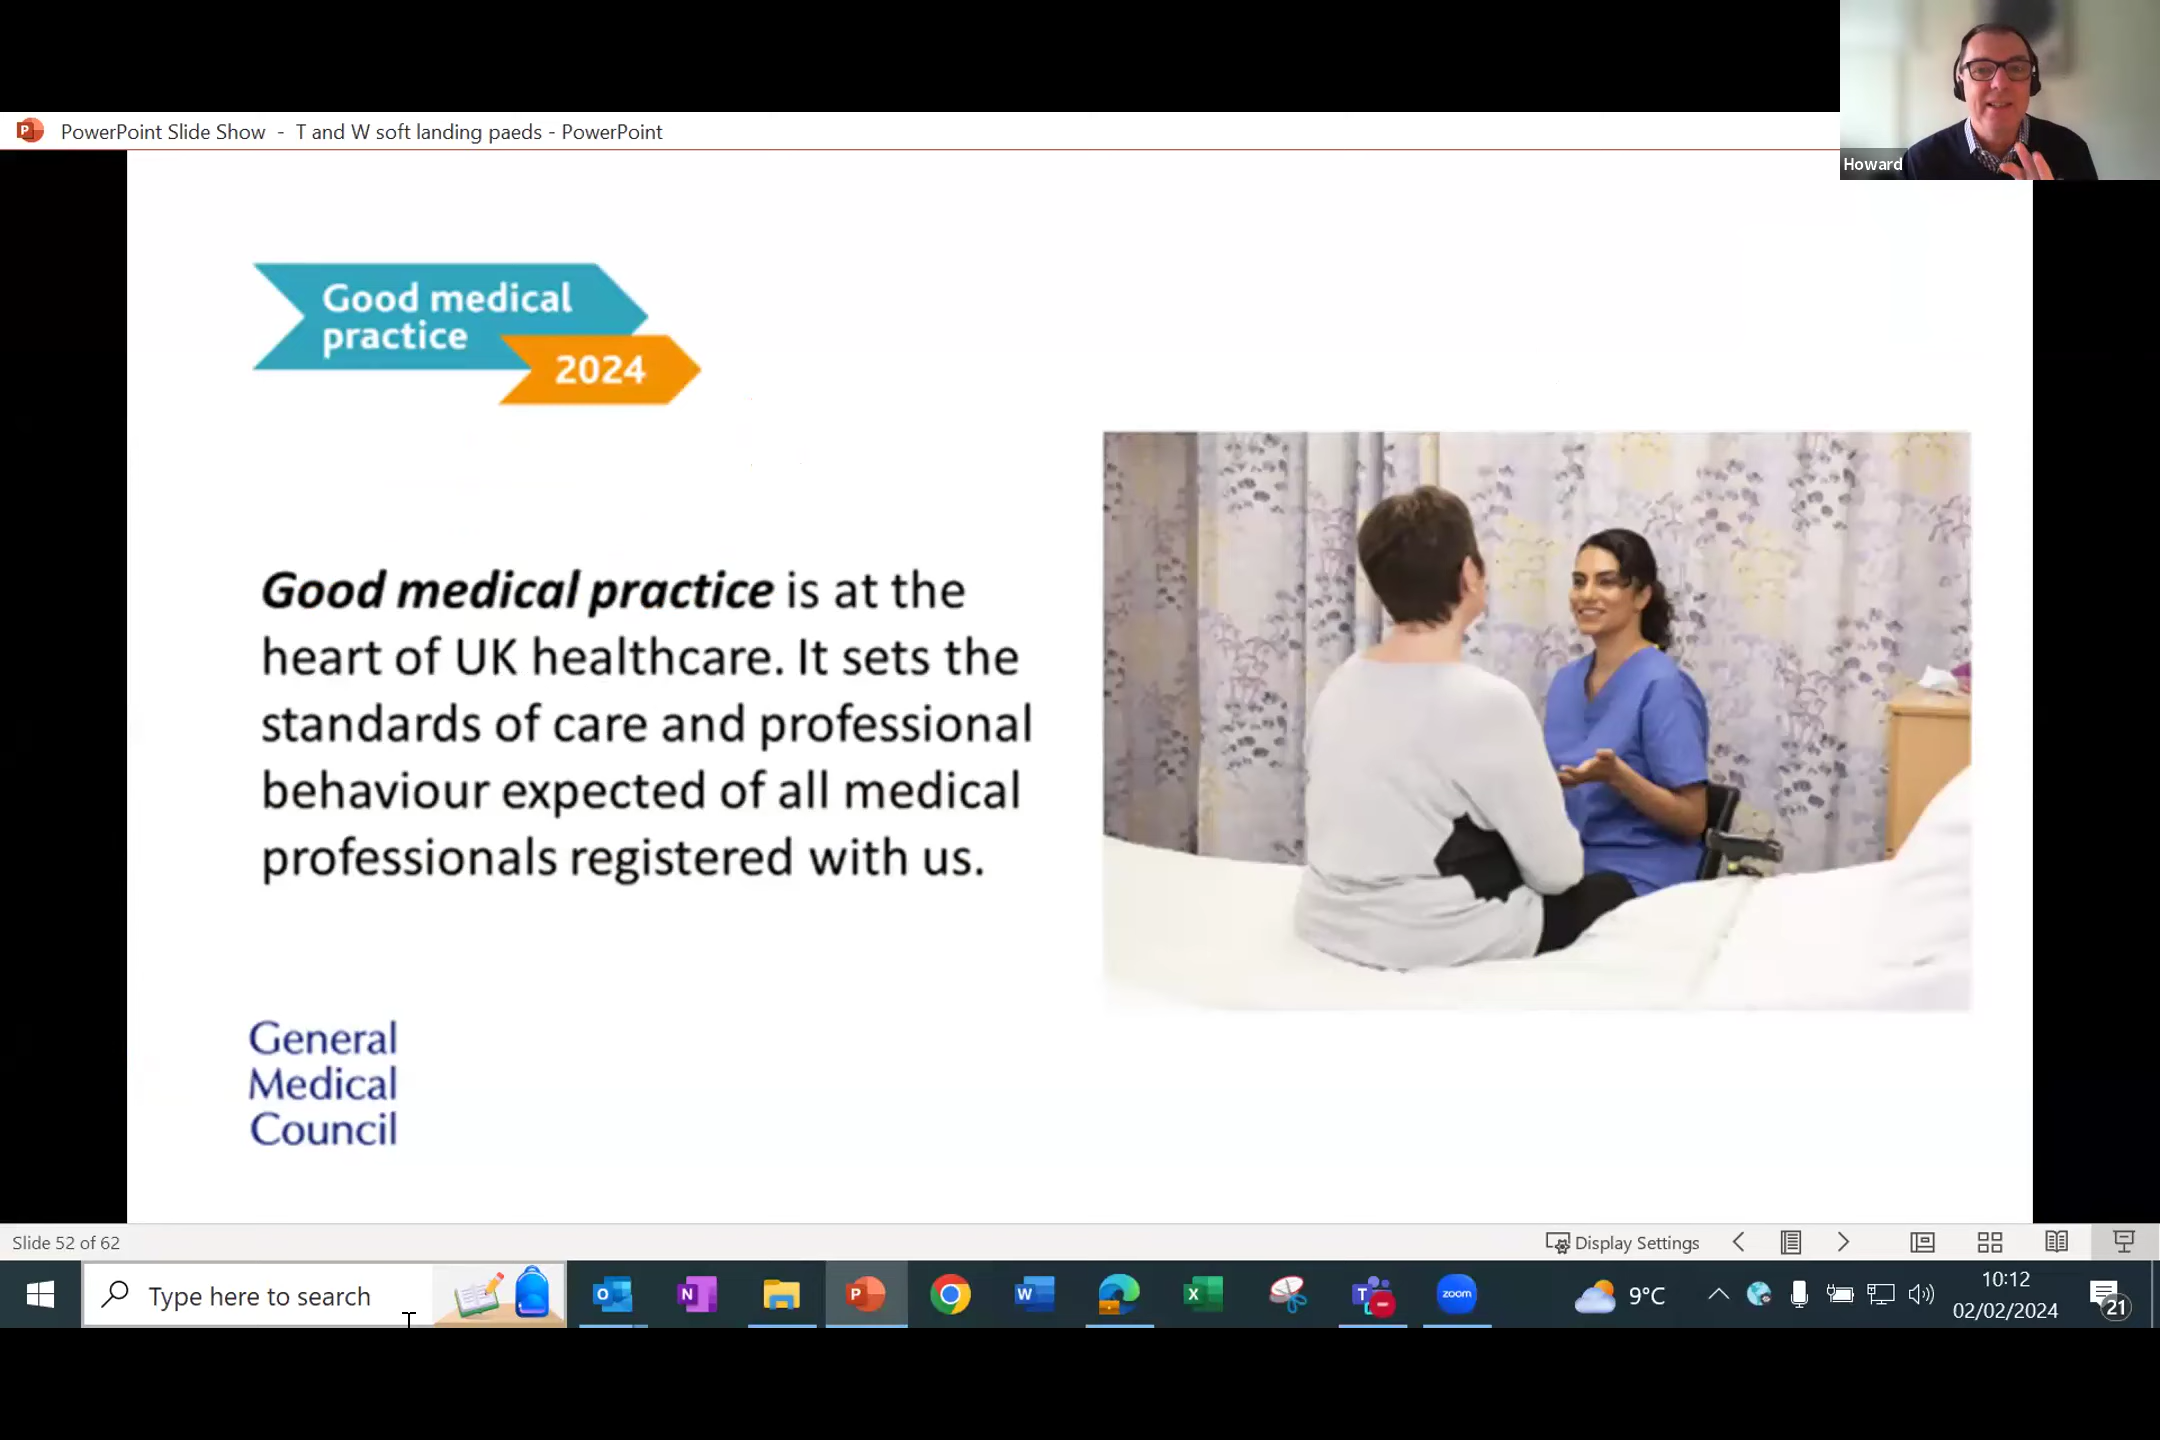 PowerPoint Slide Show - T and W soft landing paeds - PowerPoint
Howard
Good medical
practice
2024
Good medical practice is at the
heart of UK healthcare. It sets the
standards of care and professional
behaviour expected of all medical
professionals registered with us.
General
Medical
Council
Slide 52 of 62
Display Settings
Type here to search
zoom
9°C
10:12
02/02/2024
21